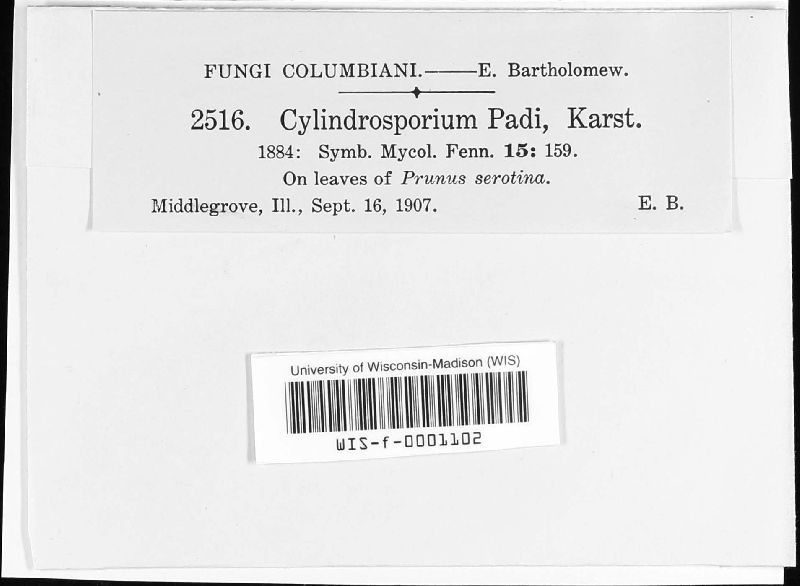 FUNGI COLUMBIANI.——E. Bartholomew.
2516. Cylindrosporium Padi, Karst.
1884: Symb. Mycol. Fenn. 15: 159.
On leaves of Prunus serotina.
Middlegrove, Ill., Sept. 16, 1907. E. B.
University of Wisconsin-Madison (WIS)
WIS-f-0001102